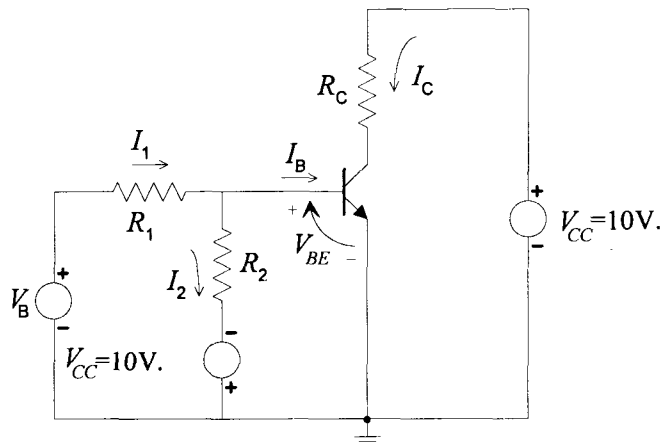 R_C
I_C
I_1
I_B
R_1
+
V_BE
-
+
-
V_CC=10V.
I_2
R_2
+
V_B
-
-
+
V_CC=10V.